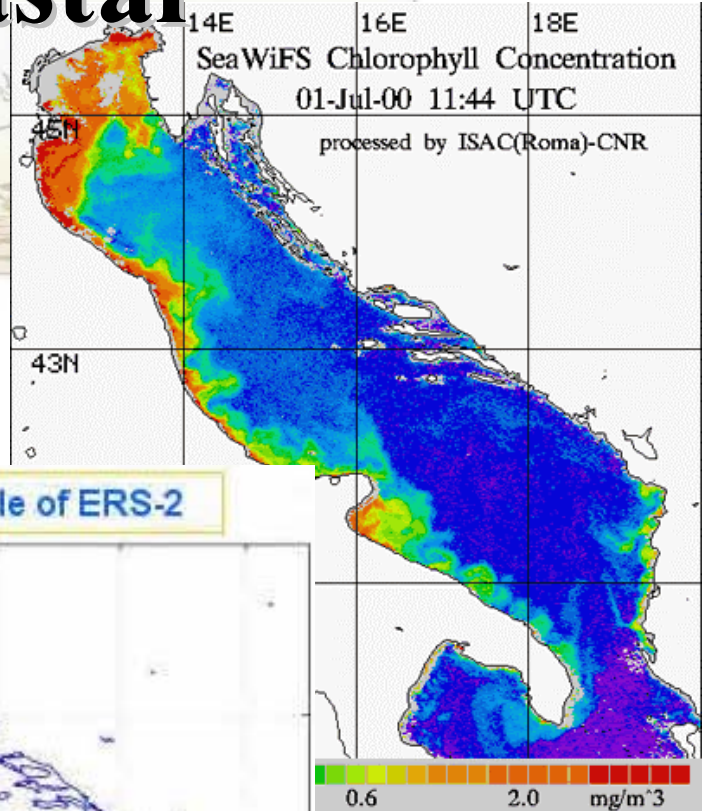 14E 16E 18E
SeaWiFS Chlorophyll Concentration
01-Jul-00 11:44 UTC
45N
processed by ISAC(Roma)-CNR
43N
of ERS-2
0.6 2.0 mg/m^3